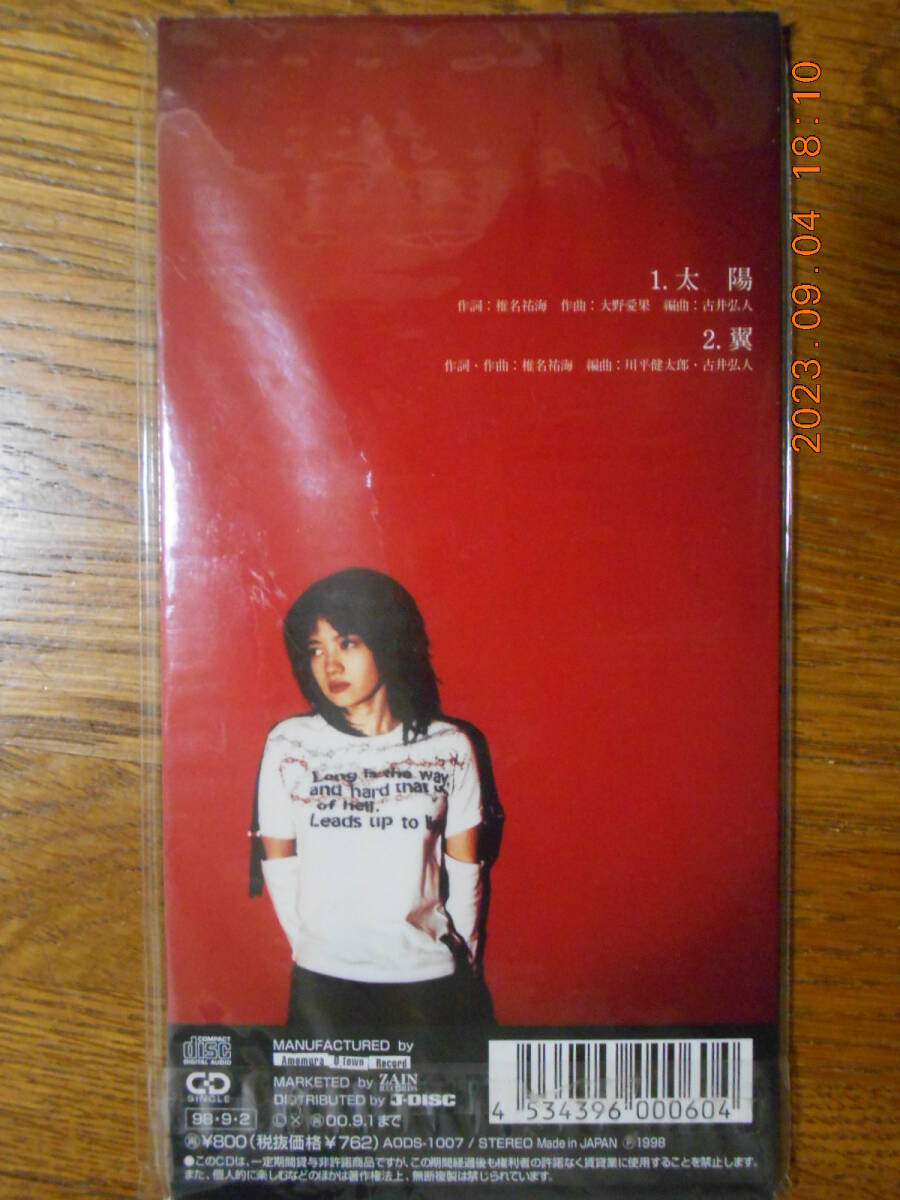 1. 太 陽
作詞：椎名祐海 作曲：大野愛果 編曲：古井弘人
2. 翼
作詞・作曲：椎名祐海 編曲：川平健太郎・古井弘人
2023.09.04 18:10
Long is the way,
and hard that
of hell.
Leads up to
COMPACT
disc
DIGITAL AUDIO
CD
SINGLE
98・9・2
MANUFACTURED by
Amemura O-town Record
MARKETED by ZAIN RECORDS
DISTRIBUTED by J-DISC
Ⓛ×Ⓡ00.9.1まで
4 534396 000604
¥800(税抜価格¥762) AODS-1007 / STEREO Made in JAPAN Ⓟ1998
●このCDは、一定期間貸与非許諾商品ですが、この期間経過後も権利者の許諾なく賃貸業に使用することを禁止します。
また、個人的に楽しむなどのほかは著作権法上、無断複製は禁じられています。